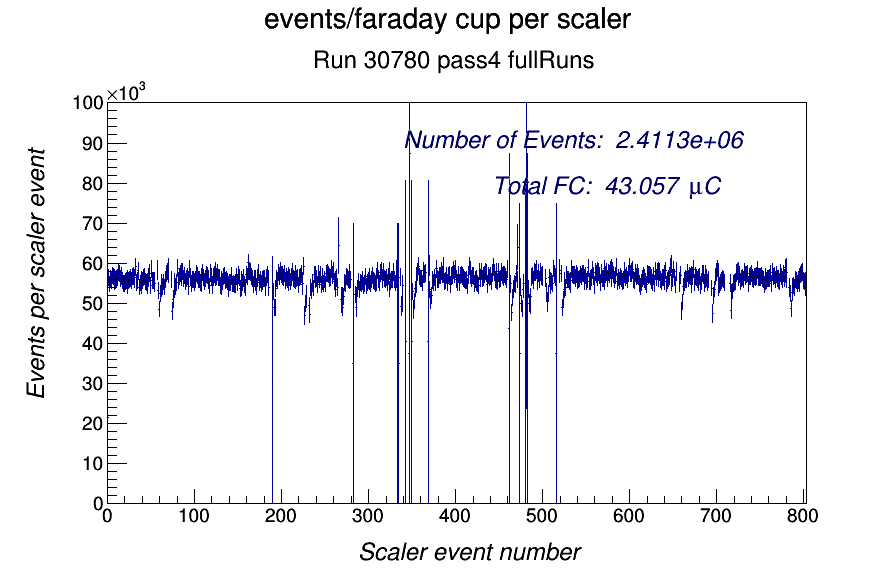 events/faraday cup per scaler
Run 30780 pass4 fullRuns
×10³
100
90
80
70
60
50
40
30
20
10
0
Events per scaler event
Number of Events: 2.4113e+06
Total FC: 43.057 μC
0 100 200 300 400 500 600 700 800
Scaler event number